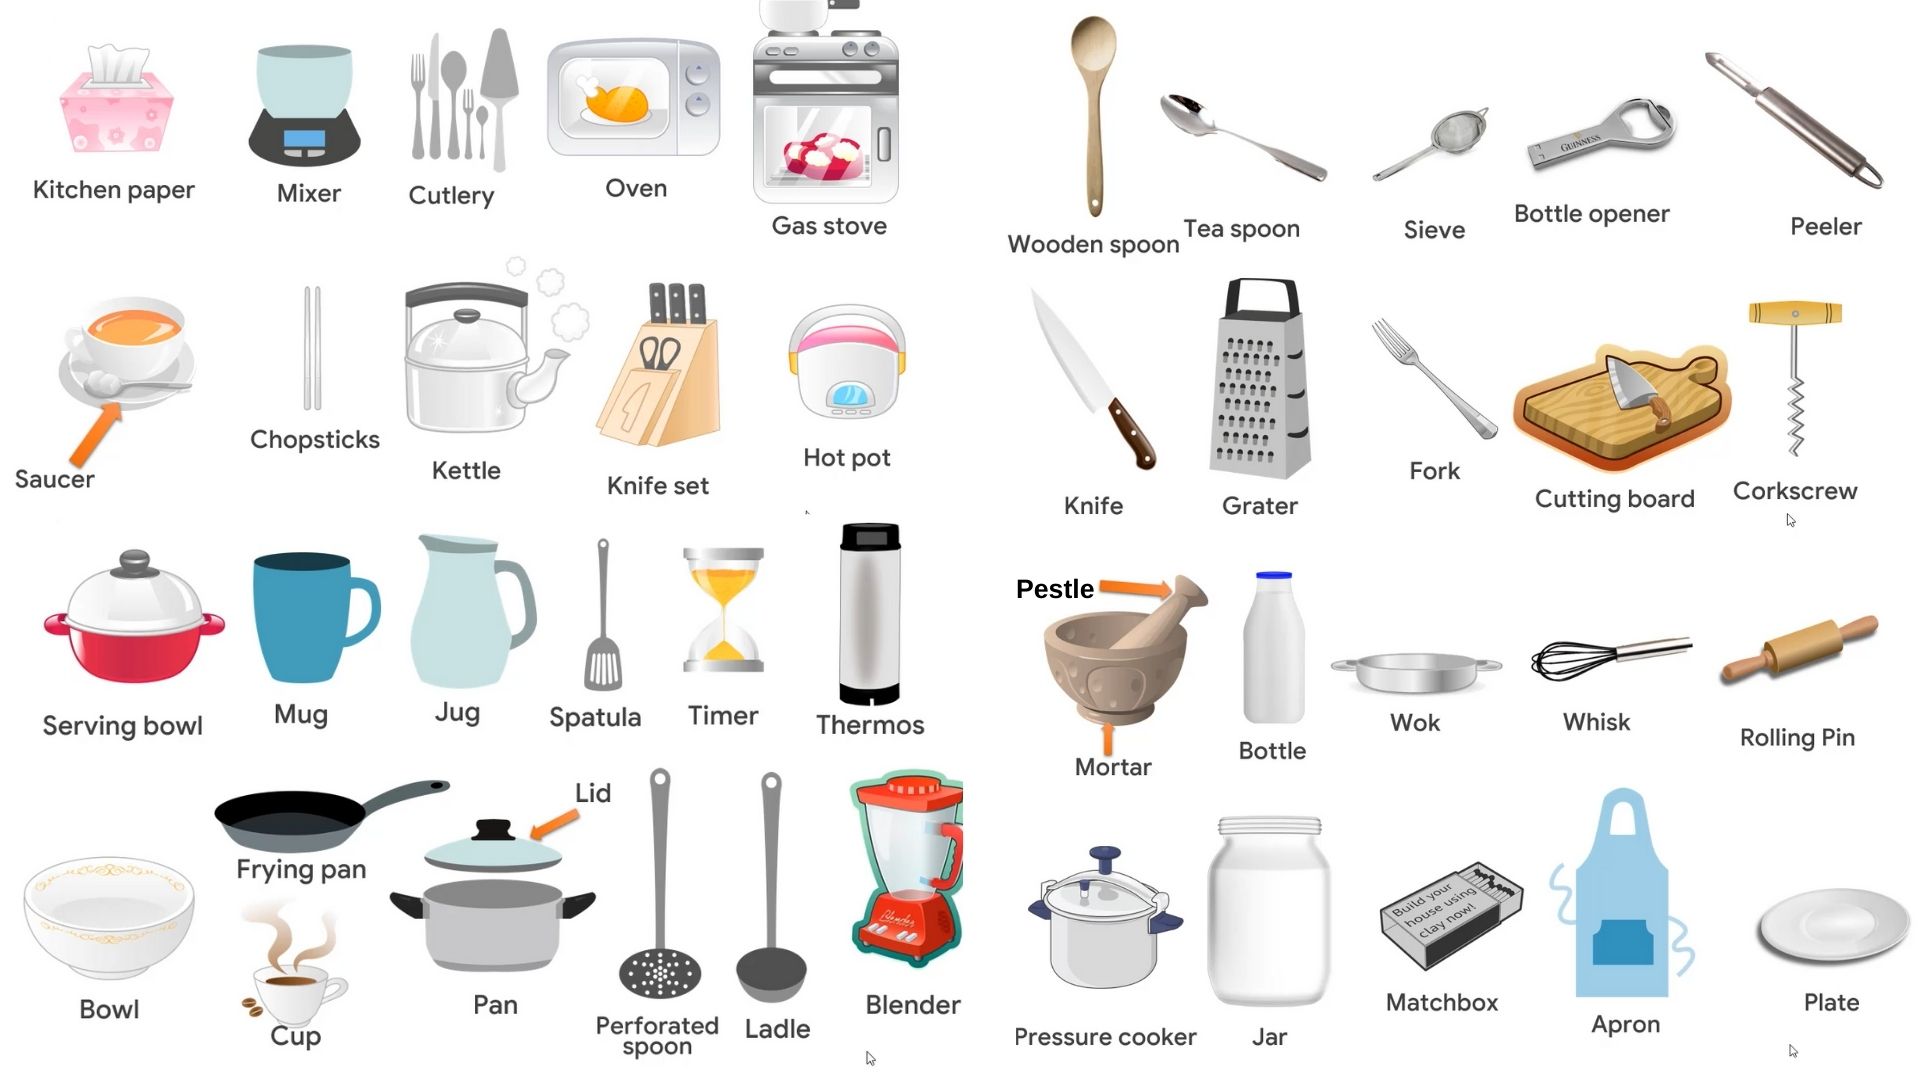 Kitchen paper
Mixer
Cutlery
Oven
Gas stove
Wooden spoon
Tea spoon
Sieve
GUINNESS
Bottle opener
Peeler
Saucer
Chopsticks
Kettle
Knife set
Hot pot
Knife
Grater
Fork
Cutting board
Corkscrew
Serving bowl
Mug
Jug
Spatula
Timer
Thermos
Pestle
Mortar
Bottle
Wok
Whisk
Rolling Pin
Bowl
Frying pan
Cup
Lid
Pan
Perforated
spoon
Ladle
Blender
Blender
Pressure cooker
Jar
Build your
house using
clay now!
Matchbox
Apron
Plate